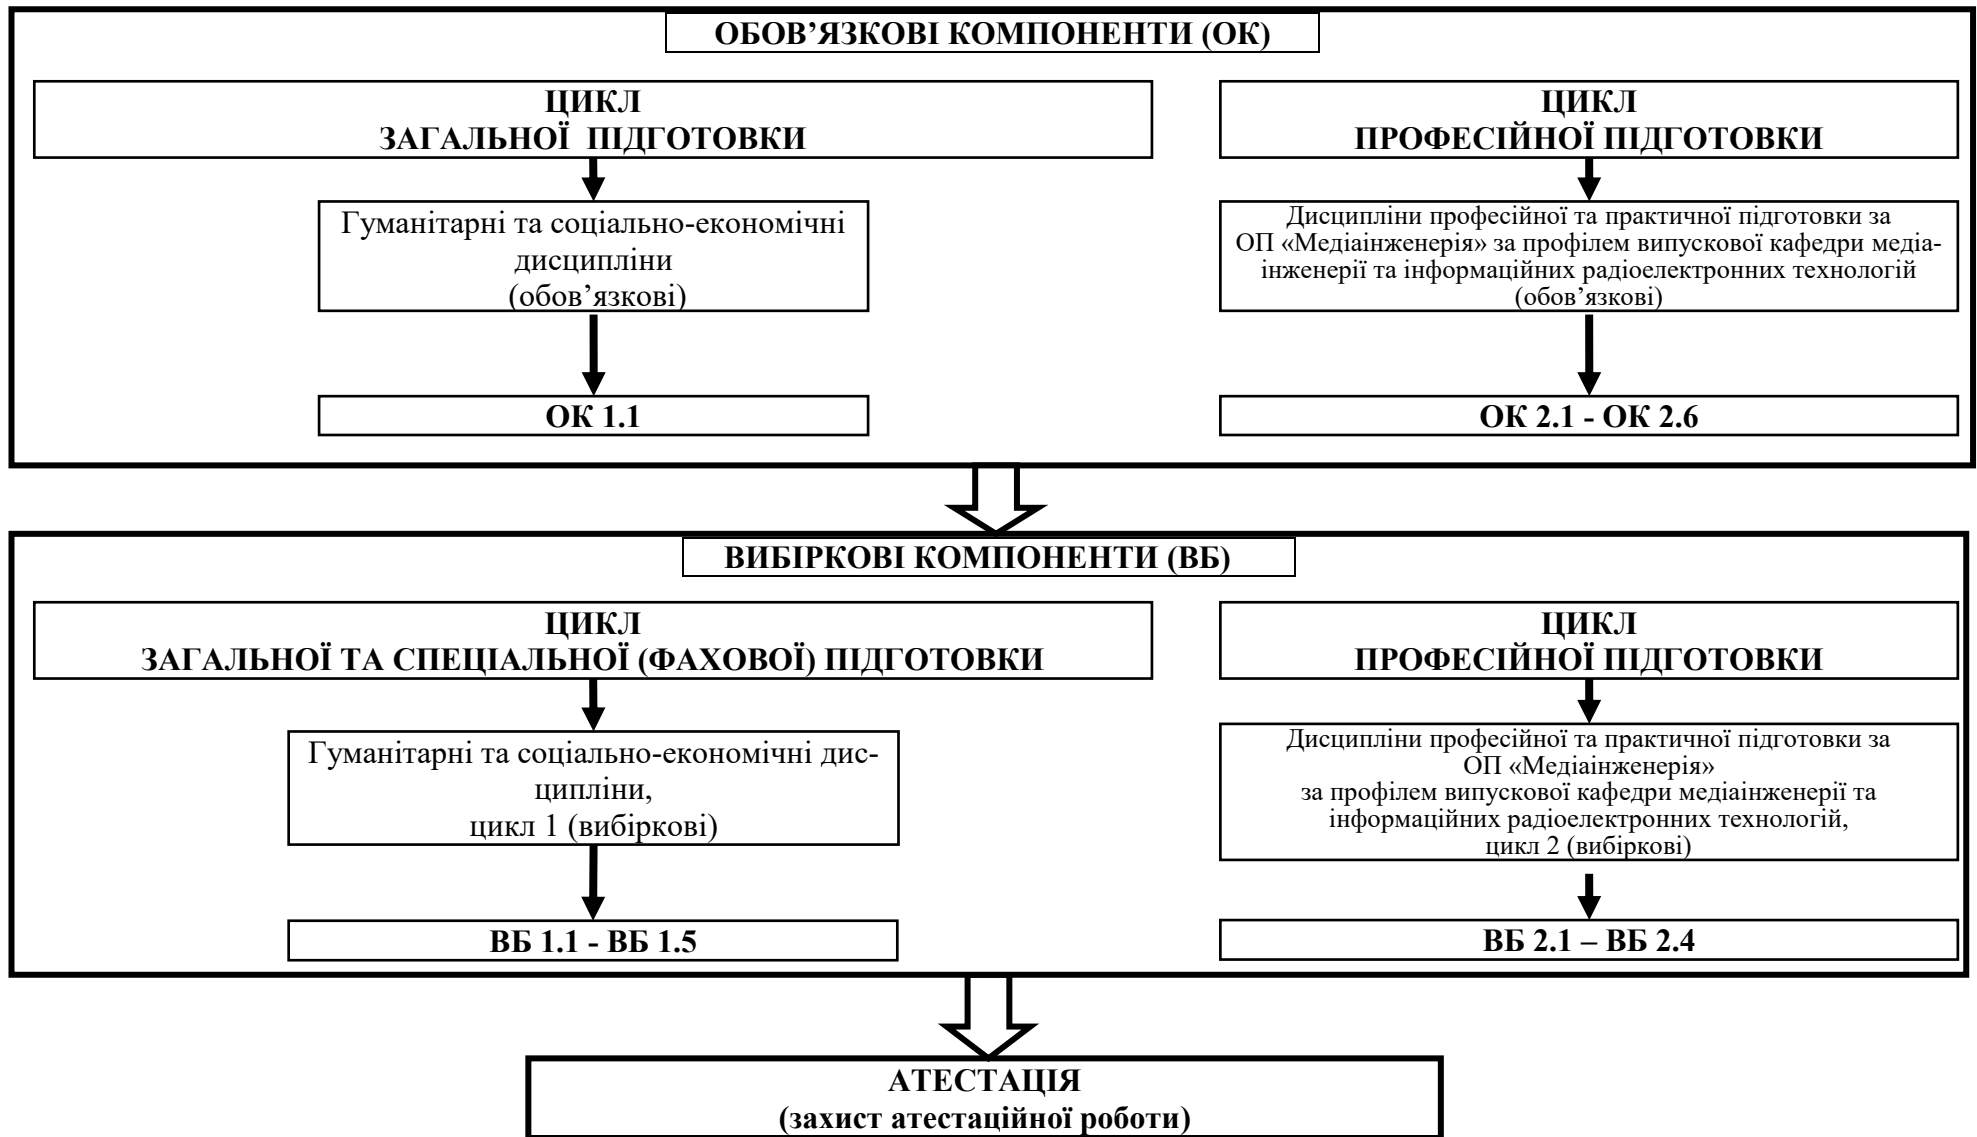 ОБОВ’ЯЗКОВІ КОМПОНЕНТИ (ОК)
ЦИКЛ
ЗАГАЛЬНОЇ ПІДГОТОВКИ
Гуманітарні та соціально-економічні
дисципліни
(обов’язкові)
ОК 1.1
ЦИКЛ
ПРОФЕСІЙНОЇ ПІДГОТОВКИ
Дисципліни професійної та практичної підготовки за
ОП «Медіаінженерія» за профілем випускової кафедри медіа-
інженерії та інформаційних радіоелектронних технологій
(обов’язкові)
ОК 2.1 - ОК 2.6
ВИБІРКОВІ КОМПОНЕНТИ (ВБ)
ЦИКЛ
ЗАГАЛЬНОЇ ТА СПЕЦІАЛЬНОЇ (ФАХОВОЇ) ПІДГОТОВКИ
Гуманітарні та соціально-економічні дис-
ципліни,
цикл 1 (вибіркові)
ВБ 1.1 - ВБ 1.5
ЦИКЛ
ПРОФЕСІЙНОЇ ПІДГОТОВКИ
Дисципліни професійної та практичної підготовки за
ОП «Медіаінженерія»
за профілем випускової кафедри медіаінженерії та
інформаційних радіоелектронних технологій,
цикл 2 (вибіркові)
ВБ 2.1 – ВБ 2.4
АТЕСТАЦІЯ
(захист атестаційної роботи)